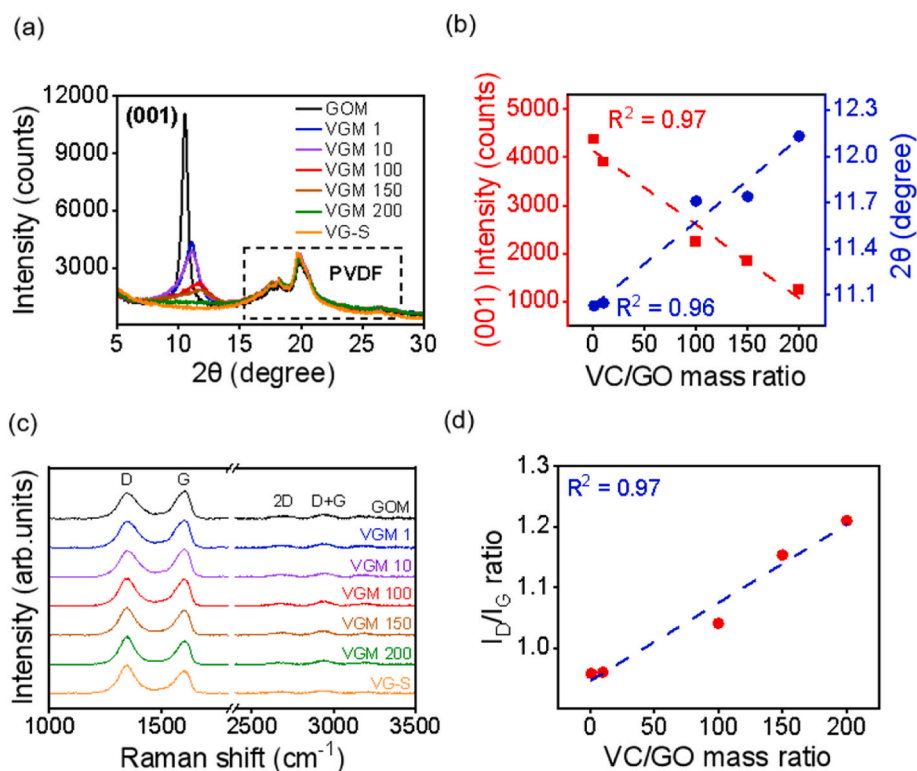 (a)
12000
9000
6000
3000
Intensity (counts)
(001)
GOM
VGM 1
VGM 10
VGM 100
VGM 150
VGM 200
VG-S
PVDF
5
10
15
20
25
30
2θ (degree)
(b)
5000
4000
3000
2000
1000
(001) Intensity (counts)
R² = 0.97
R² = 0.96
12.3
12.0
11.7
11.4
11.1
2θ (degree)
0
50
100
150
200
VC/GO mass ratio
(c)
Intensity (arb.units)
D
G
2D
D+G
GOM
VGM 1
VGM 10
VGM 100
VGM 150
VGM 200
VG-S
1000
1500
2500
3000
3500
Raman shift (cm⁻¹)
(d)
1.3
1.2
1.1
1.0
I_D/I_G ratio
R² = 0.97
0
50
100
150
200
VC/GO mass ratio